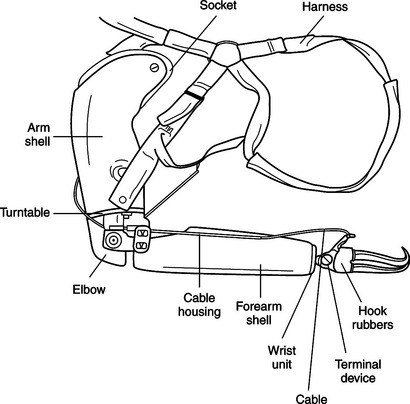 Socket
Harness
Arm
shell
Turntable
Elbow
Cable
housing
Forearm
shell
Hook
rubbers
Wrist
unit
Terminal
device
Cable